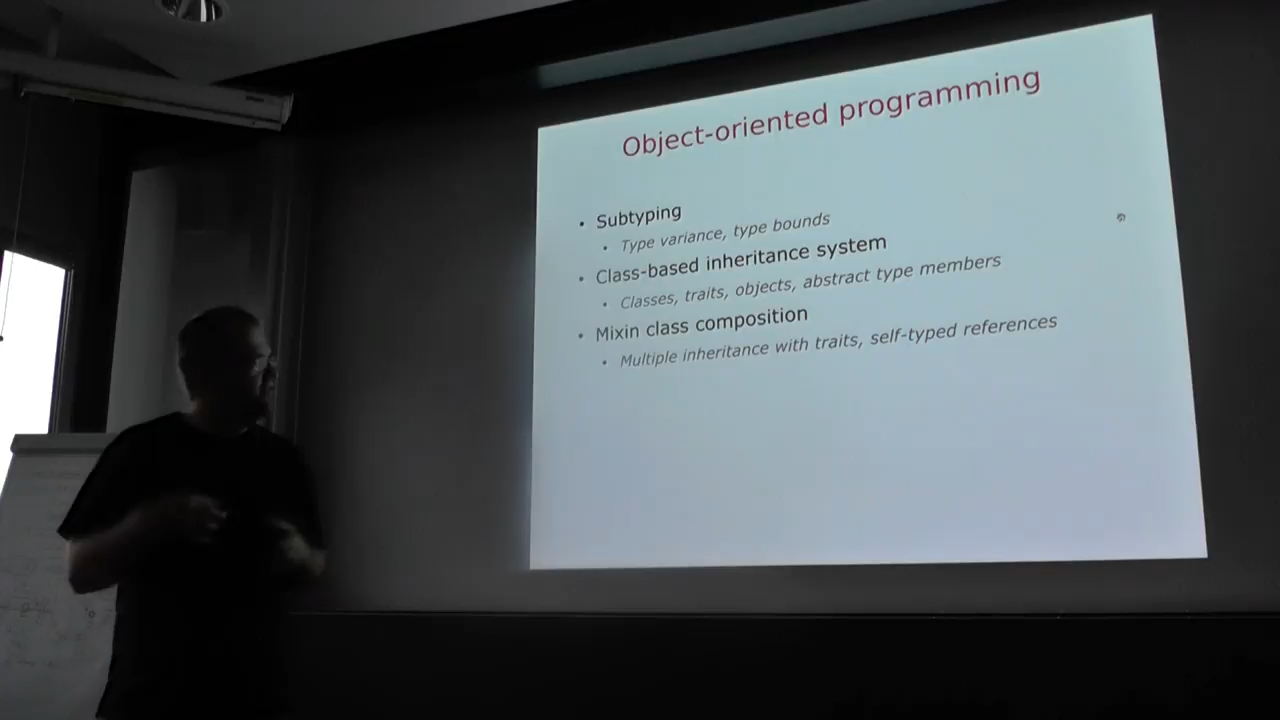 Object-oriented programming
• Subtyping
• Type variance, type bounds
• Class-based inheritance system
• Classes, traits, objects, abstract type members
• Mixin class composition
• Multiple inheritance with traits, self-typed references